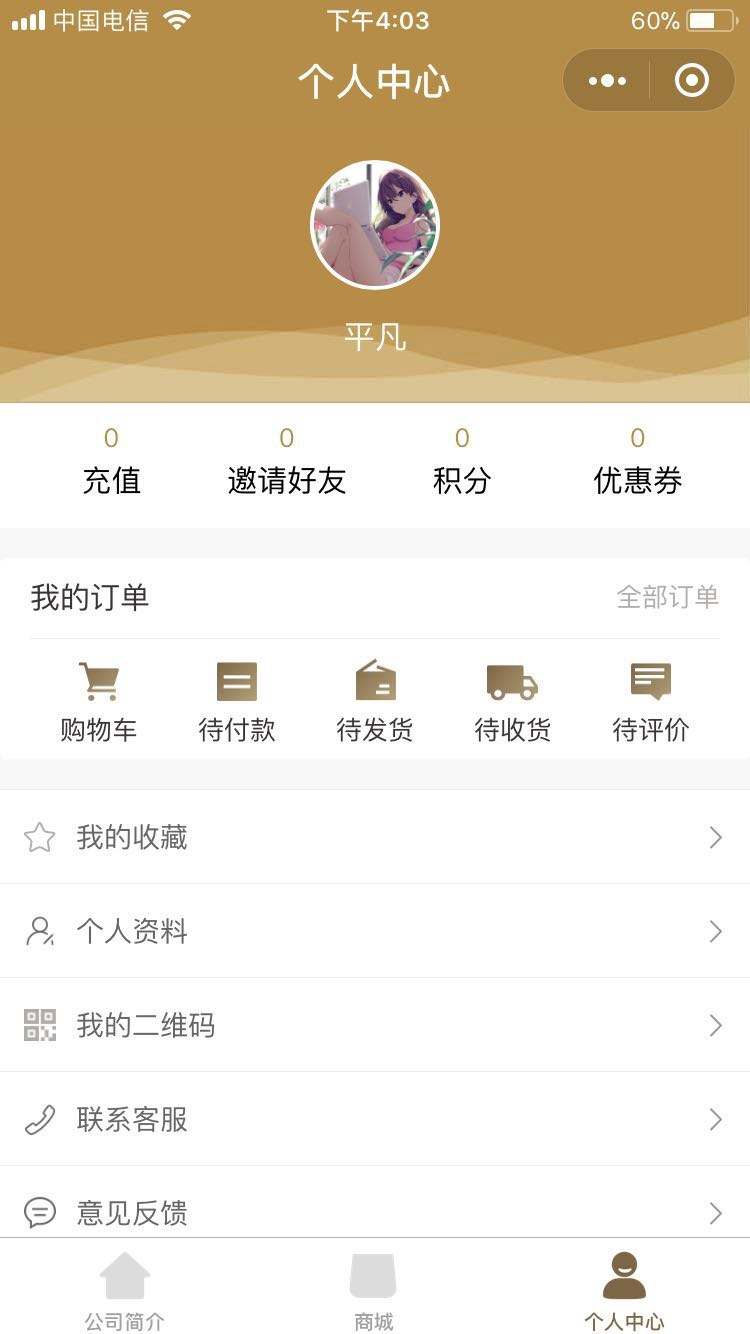 中国电信 下午4:03 60%
个人中心
平凡
0 0 0 0
充值 邀请好友 积分 优惠券
我的订单 全部订单
购物车 待付款 待发货 待收货 待评价
我的收藏
个人资料
我的二维码
联系客服
意见反馈
公司简介 商城 个人中心